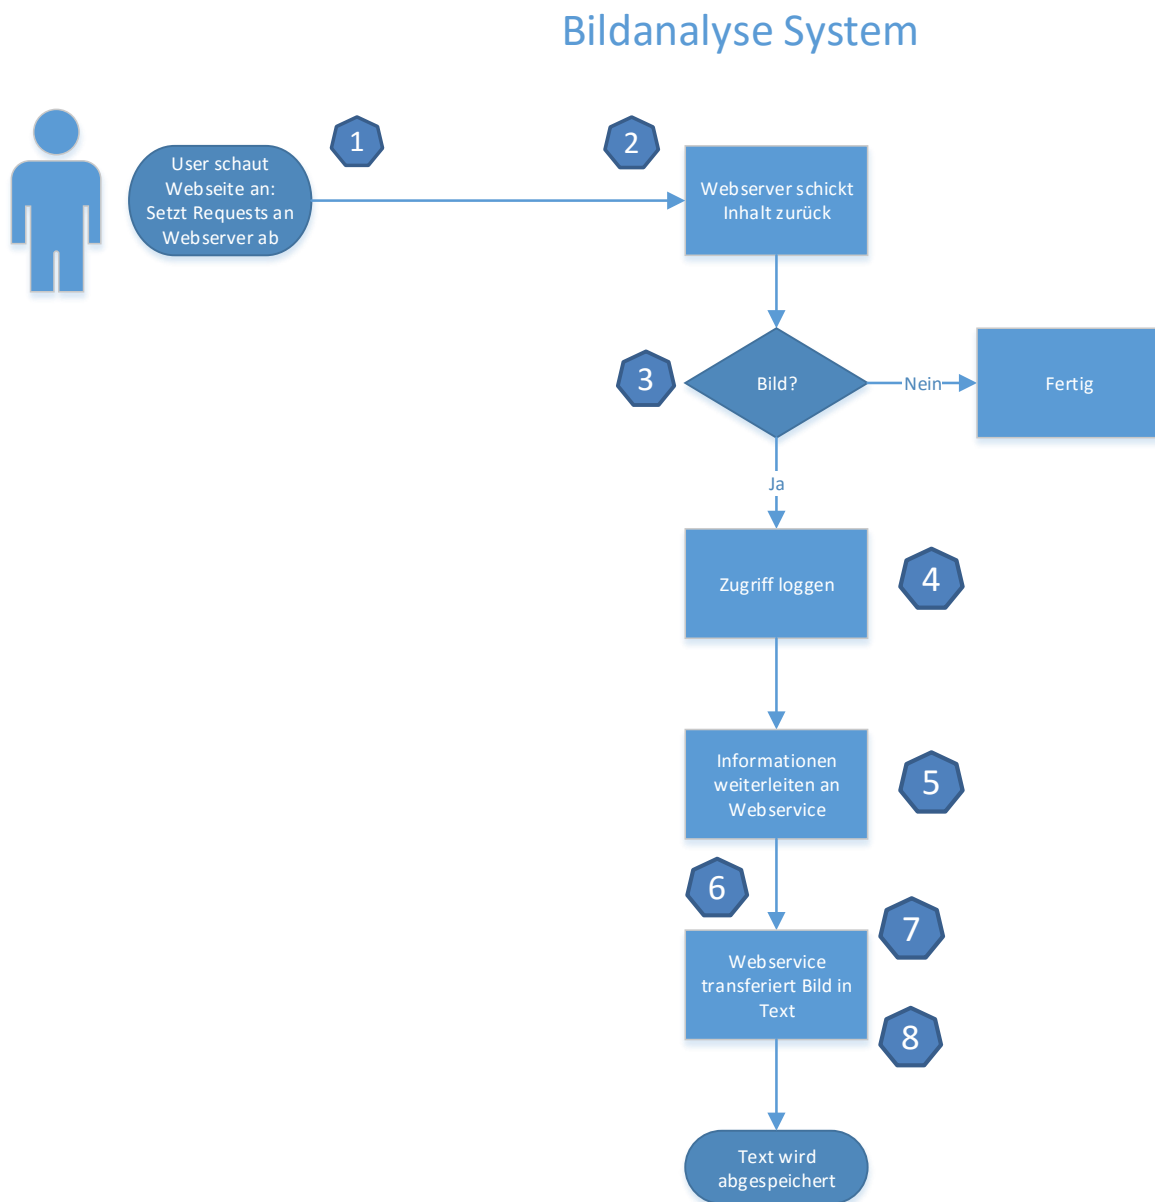 Bildanalyse System
1
2
User schaut
Webseite an:
Setzt Requests an
Webserver ab
Webserver schickt
Inhalt zurück
3
Bild?
Nein
Fertig
Ja
Zugriff loggen
4
Informationen
weiterleiten an
Webservice
5
6
7
Webservice
transferiert Bild in
Text
8
Text wird
abgespeichert